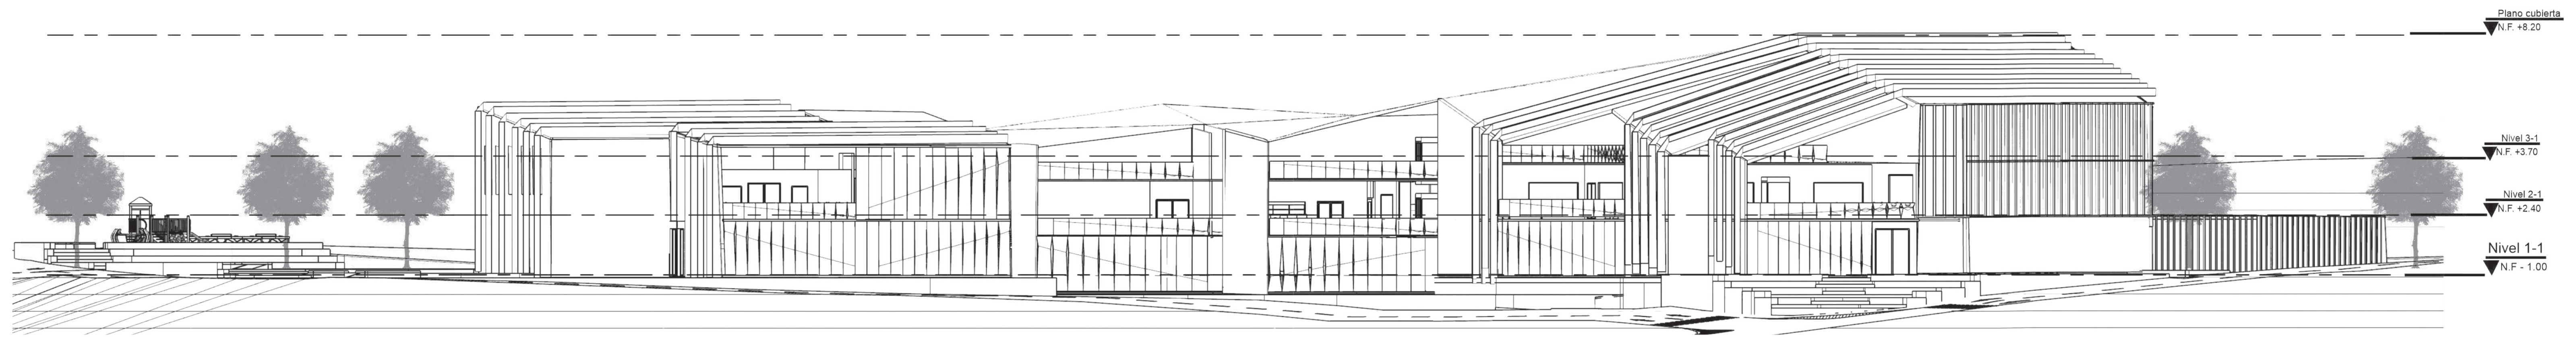 Plano cubierta
N.F. +8.20
Nivel 3-1
N.F. +3.70
Nivel 2-1
N.F. +2.40
Nivel 1-1
N.F - 1.00